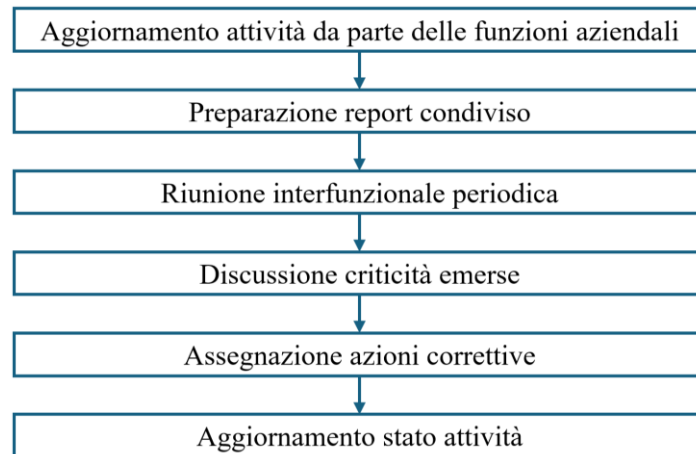 Aggiornamento attività da parte delle funzioni aziendali
Preparazione report condiviso
Riunione interfunzionale periodica
Discussione criticità emerse
Assegnazione azioni correttive
Aggiornamento stato attività